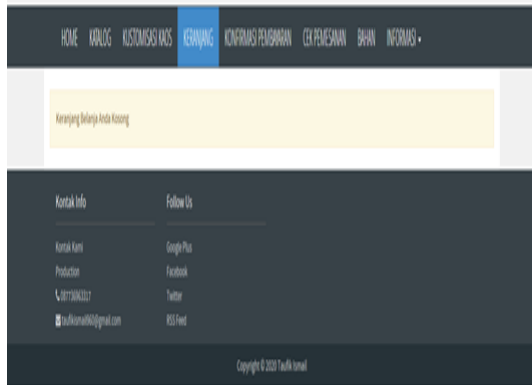 HOME KATALOG KUSTOMISASI KAOS KERANJANG KONFIRMASI PEMBAYARAN CEK PEMESANAN BAHAN INFORMASI
Keranjang Belanja Anda Kosong
Kontak Info
Follow Us
Kontak Kami
Google Plus
Production
Facebook
Twitter
RSS Feed
Copyright © 2020 Taufik Ismail